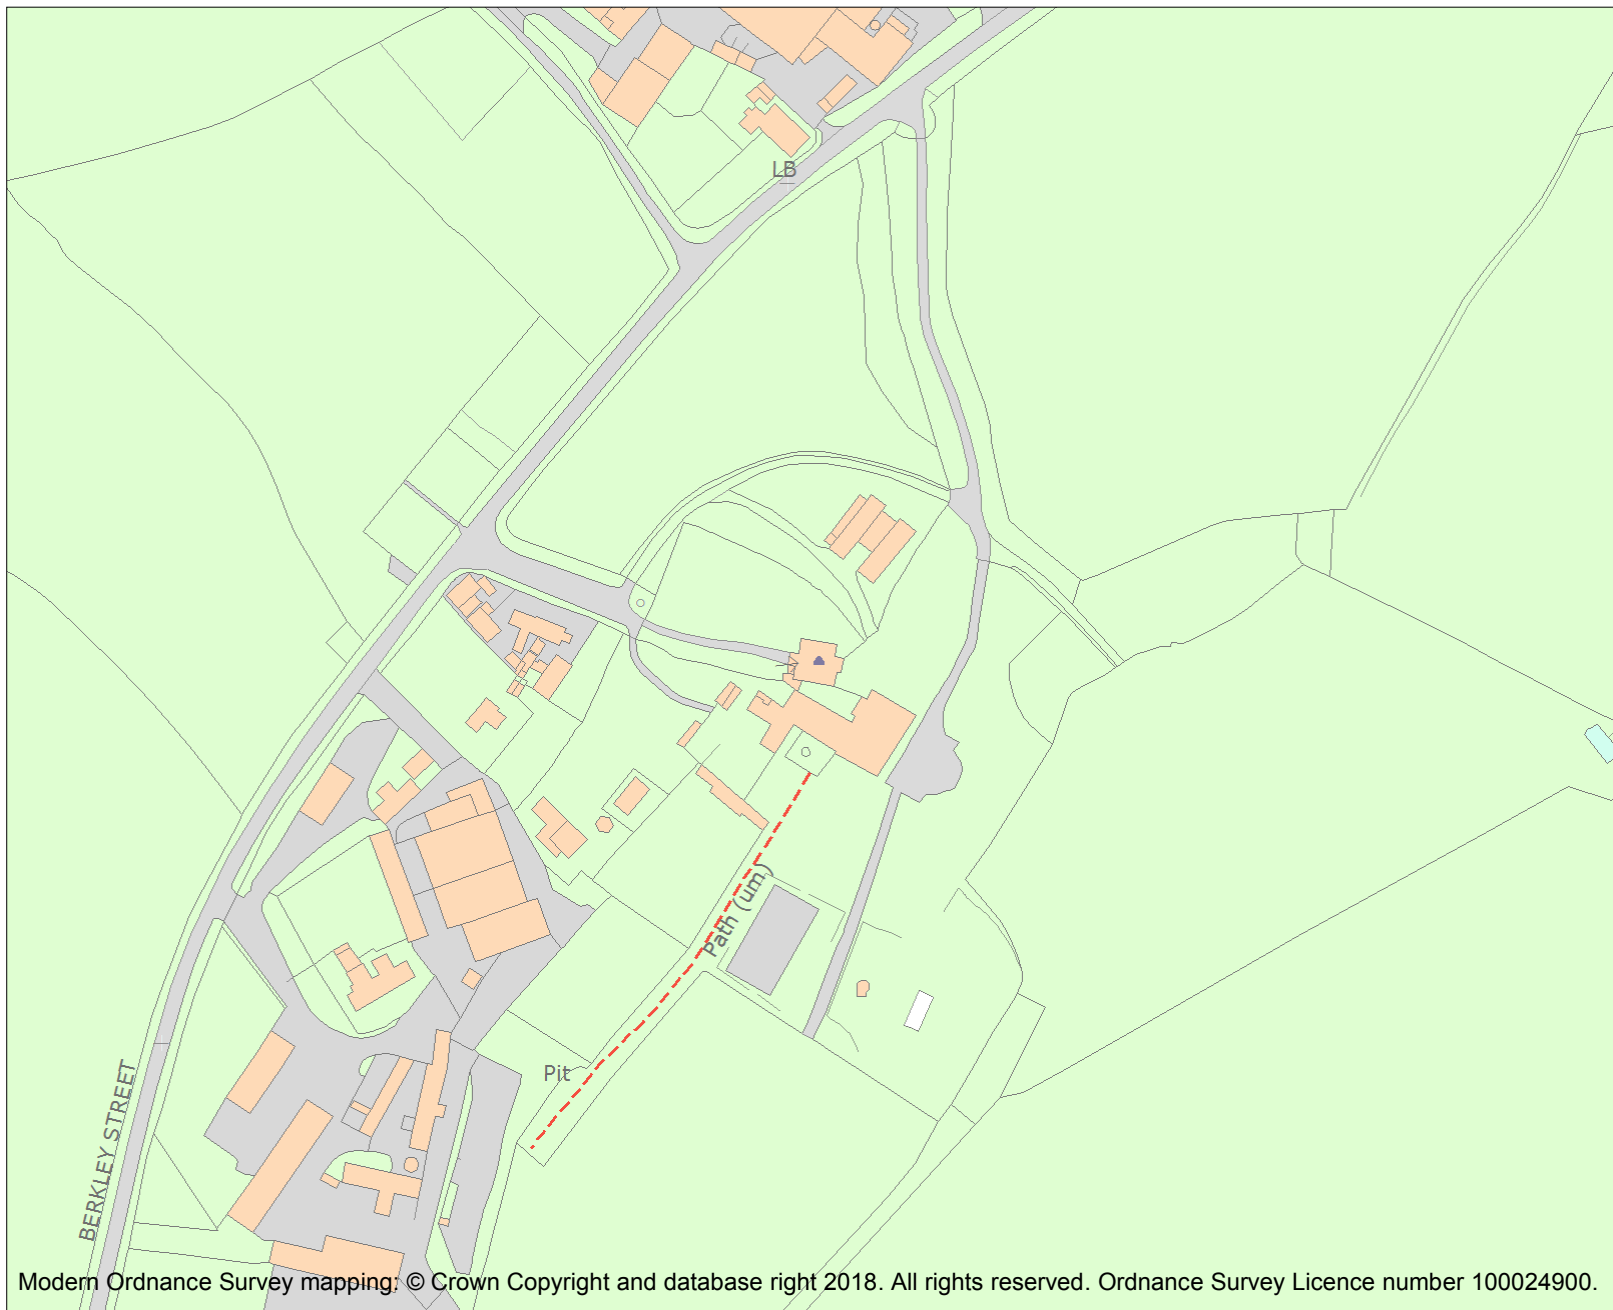 LB
Path (um)
Pit
BERKLEY STREET
Modern Ordnance Survey mapping: © Crown Copyright and database right 2018. All rights reserved. Ordnance Survey Licence number 100024900.